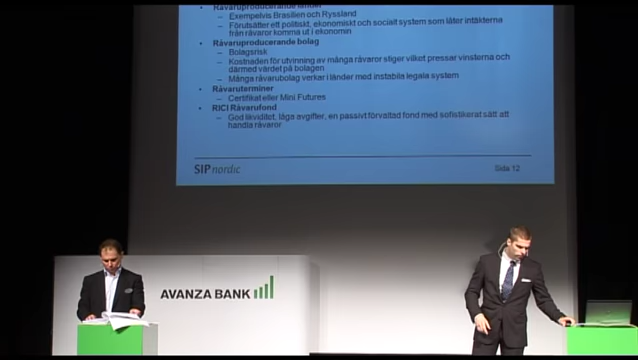 Råvaruproducerande länder
– Exempelvis Brasilien och Ryssland
– Förutsätter ett politiskt, ekonomiskt och socialt system som låter intäkterna
från råvaror komma ut i ekonomin
• Råvaruproducerande bolag
– Bolagsrisk
– Kostnaden för utvinning av många råvaror stiger vilket pressar vinsterna och
därmed värdet på bolagen
– Många råvarubolag verkar i länder med instabila legala system
• Råvaruterminer
– Certifikat eller Mini Futures
• RICI Råvarufond
– God likviditet, låga avgifter, en passivt förvaltad fond med sofistikerat sätt att
handla råvaror
SIP nordic
Sida 12
AVANZA BANK